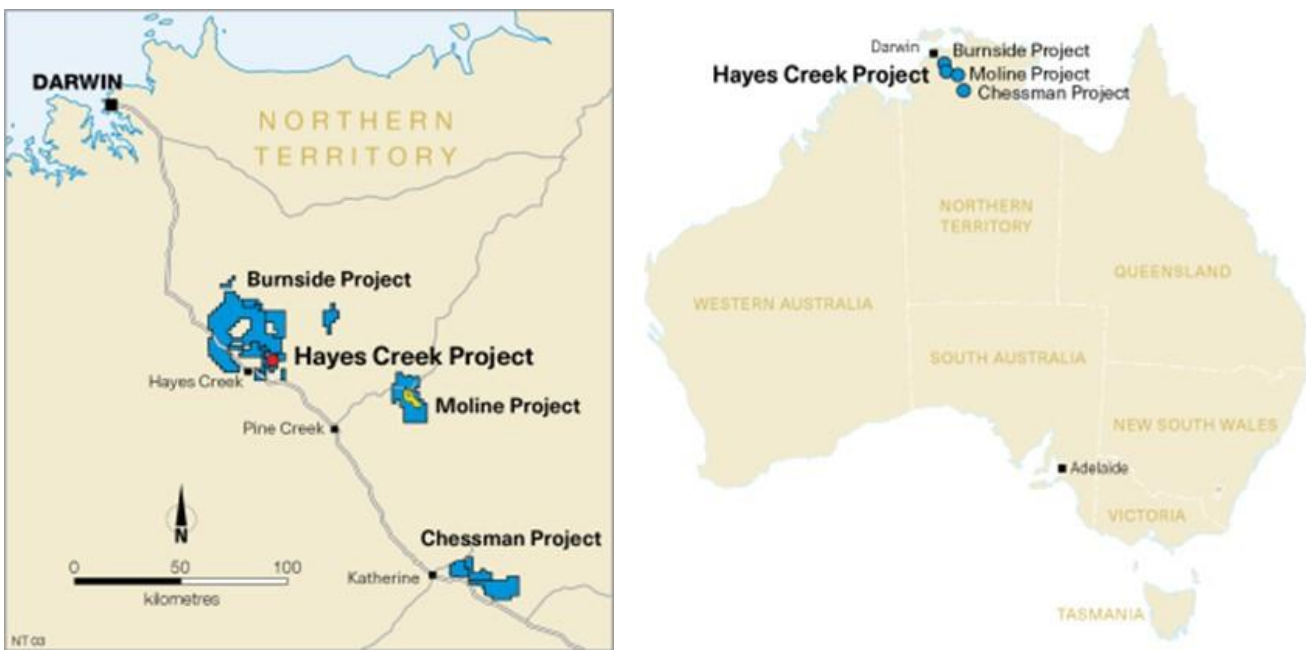 DARWIN
NORTHERN
TERRITORY
Burnside Project
Hayes Creek Project
Hayes Creek
Moline Project
Pine Creek
N
Chessman Project
0 50 100
kilometres
Katherine
NT 03
Darwin
Burnside Project
Hayes Creek Project
Moline Project
Chessman Project
NORTHERN
TERRITORY
QUEENSLAND
WESTERN AUSTRALIA
SOUTH AUSTRALIA
NEW SOUTH WALES
Adelaide
VICTORIA
TASMANIA